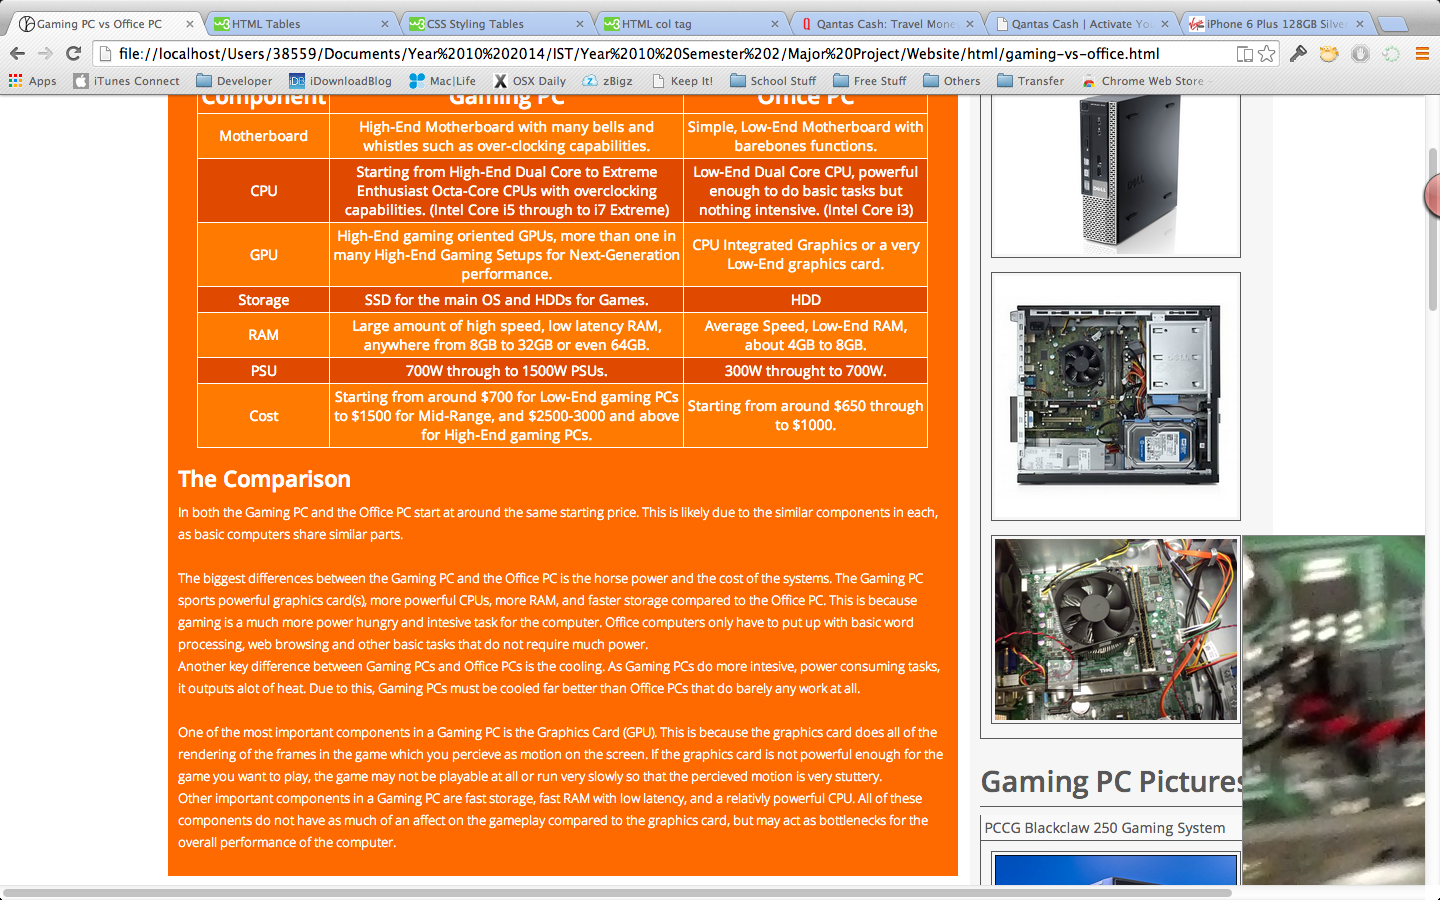 Gaming PC vs Office PC
HTML Tables
CSS Styling Tables
HTML col tag
Qantas Cash: Travel Mone
Qantas Cash | Activate Yo
iPhone 6 Plus 128GB Silver
file://localhost/Users/38559/Documents/Year%2010%202014/IST/Year%2010%20Semester%202/Major%20Project/Website/html/gaming-vs-office.html
Apps
iTunes Connect
Developer
iDownloadBlog
Mac|Life
OSX Daily
zBigz
Keep It!
School Stuff
Free Stuff
Others
Transfer
Chrome Web Store
Component Gaming PC Office PC
Motherboard
High-End Motherboard with many bells and
whistles such as over-clocking capabilities.
Simple, Low-End Motherboard with
barebones functions.
CPU
Starting from High-End Dual Core to Extreme
Enthusiast Octa-Core CPUs with overclocking
capabilities. (Intel Core i5 through to i7 Extreme)
Low-End Dual Core CPU, powerful
enough to do basic tasks but
nothing intensive. (Intel Core i3)
GPU
High-End gaming oriented GPUs, more than one in
many High-End Gaming Setups for Next-Generation
performance.
CPU Integrated Graphics or a very
Low-End graphics card.
Storage
SSD for the main OS and HDDs for Games.
HDD
RAM
Large amount of high speed, low latency RAM,
anywhere from 8GB to 32GB or even 64GB.
Average Speed, Low-End RAM,
about 4GB to 8GB.
PSU
700W through to 1500W PSUs.
300W throught to 700W.
Cost
Starting from around $700 for Low-End gaming PCs
to $1500 for Mid-Range, and $2500-3000 and above
for High-End gaming PCs.
Starting from around $650 through
to $1000.
The Comparison
In both the Gaming PC and the Office PC start at around the same starting price. This is likely due to the similar components in each,
as basic computers share similar parts.
The biggest differences between the Gaming PC and the Office PC is the horse power and the cost of the systems. The Gaming PC
sports powerful graphics card(s), more powerful CPUs, more RAM, and faster storage compared to the Office PC. This is because
gaming is a much more power hungry and intesive task for the computer. Office computers only have to put up with basic word
processing, web browsing and other basic tasks that do not require much power.
Another key difference between Gaming PCs and Office PCs is the cooling. As Gaming PCs do more intesive, power consuming tasks,
it outputs alot of heat. Due to this, Gaming PCs must be cooled far better than Office PCs that do barely any work at all.
One of the most important components in a Gaming PC is the Graphics Card (GPU). This is because the graphics card does all of the
rendering of the frames in the game which you percieve as motion on the screen. If the graphics card is not powerful enough for the
game you want to play, the game may not be playable at all or run very slowly so that the percieved motion is very stuttery.
Other important components in a Gaming PC are fast storage, fast RAM with low latency, and a relativly powerful CPU. All of these
components do not have as much of an affect on the gameplay compared to the graphics card, but may act as bottlenecks for the
overall performance of the computer.
DELL
Gaming PC Pictures
PCCG Blackclaw 250 Gaming System